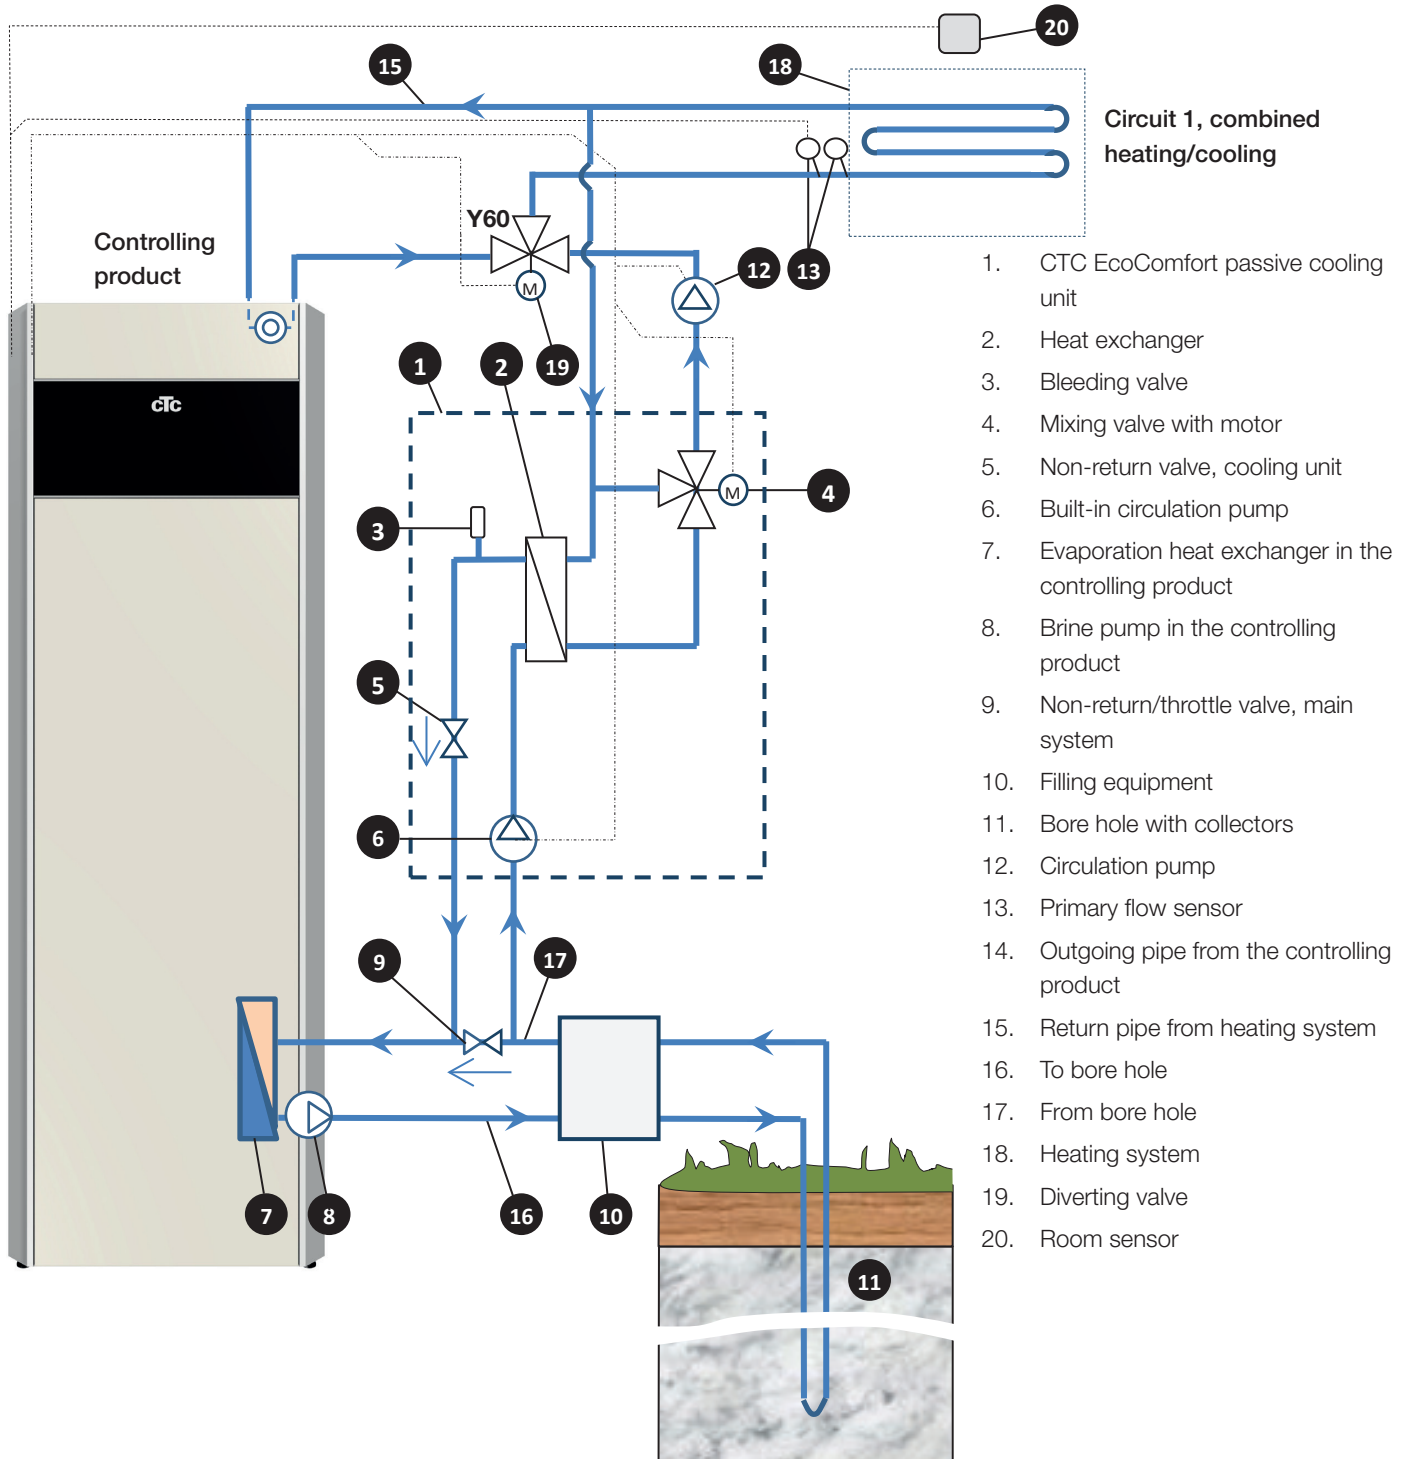 20
15
18
Circuit 1, combined
heating/cooling
Y60
Controlling
product
M
12
13
19
1
2
cTc
M
4
3
5
6
9
17
7
8
16
10
11
1. CTC EcoComfort passive cooling
unit
2. Heat exchanger
3. Bleeding valve
4. Mixing valve with motor
5. Non-return valve, cooling unit
6. Built-in circulation pump
7. Evaporation heat exchanger in the
controlling product
8. Brine pump in the controlling
product
9. Non-return/throttle valve, main
system
10. Filling equipment
11. Bore hole with collectors
12. Circulation pump
13. Primary flow sensor
14. Outgoing pipe from the controlling
product
15. Return pipe from heating system
16. To bore hole
17. From bore hole
18. Heating system
19. Diverting valve
20. Room sensor